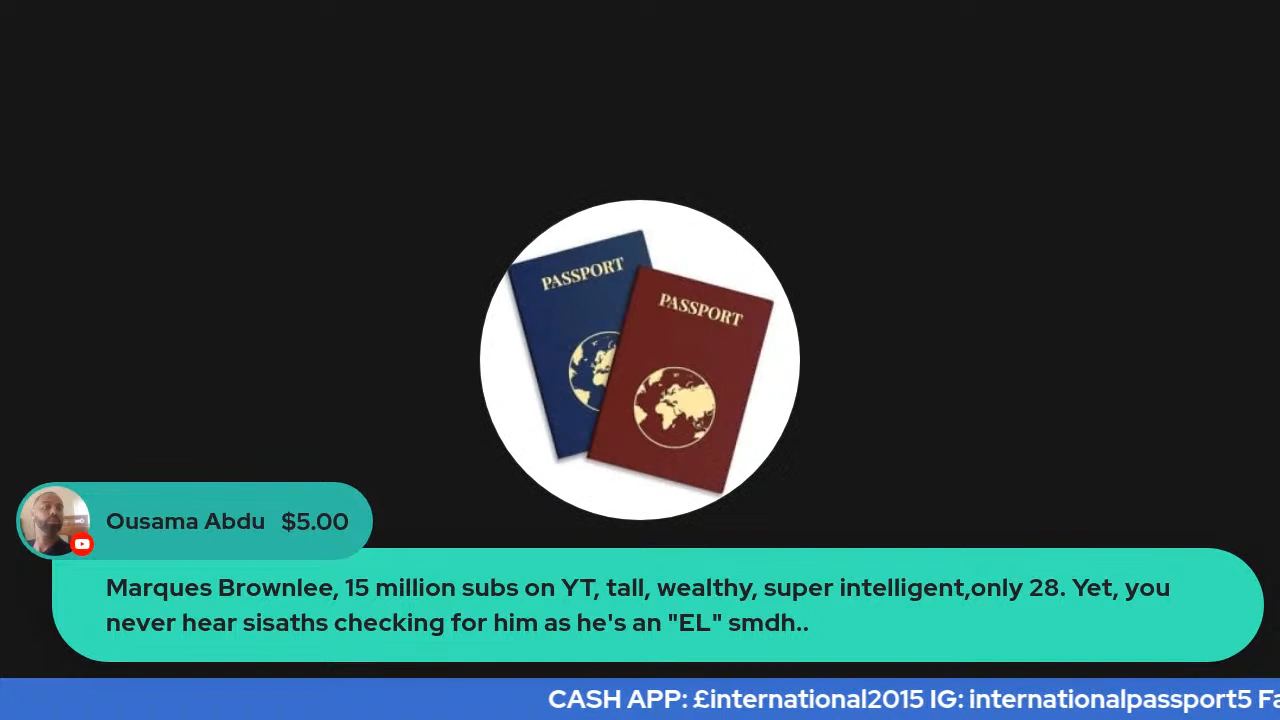 PASSPORT
PASSPORT
Ousama Abdu $5.00
Marques Brownlee, 15 million subs on YT, tall, wealthy, super intelligent,only 28. Yet, you
never hear sisaths checking for him as he's an "EL" smdh..
CASH APP: £international2015 IG: internationalpassport5 Fa